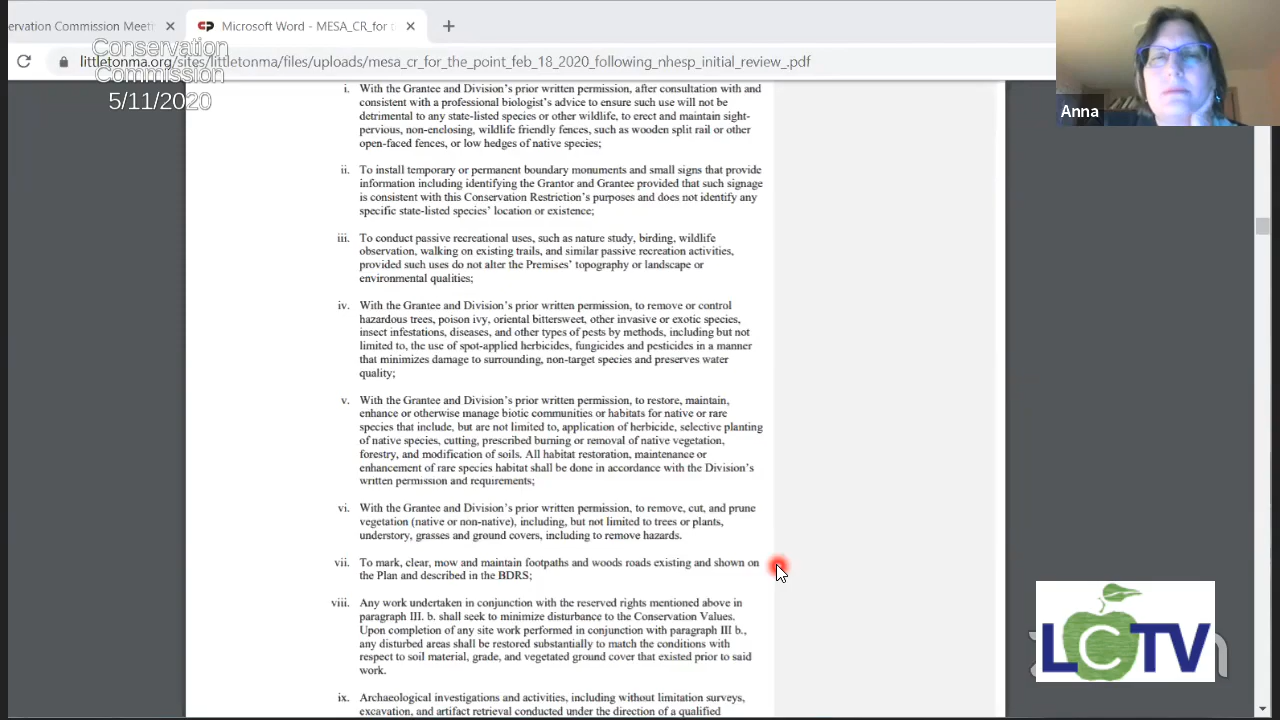 ervation Commission Meeti
Microsoft Word - MESA_CR_for t
Conservation
Commission
5/11/2020
littletonma.org/sites/littletonma/files/uploads/mesa_cr_for_the_point_feb_18_2020_following_nhesp_initial_review_.pdf
Anna
i. With the Grantee and Division's prior written permission, after consultation with and
consistent with a professional biologist's advice to ensure such use will not be
detrimental to any state-listed species or other wildlife, to erect and maintain sight-
pervious, non-enclosing, wildlife friendly fences, such as wooden split rail or other
open-faced fences, or low hedges of native species;
ii. To install temporary or permanent boundary monuments and small signs that provide
information including identifying the Grantor and Grantee provided that such signage
is consistent with this Conservation Restriction's purposes and does not identify any
specific state-listed species' location or existence;
iii. To conduct passive recreational uses, such as nature study, birding, wildlife
observation, walking on existing trails, and similar passive recreation activities,
provided such uses do not alter the Premises' topography or landscape or
environmental qualities;
iv. With the Grantee and Division's prior written permission, to remove or control
hazardous trees, poison ivy, oriental bittersweet, other invasive or exotic species,
insect infestations, diseases, and other types of pests by methods, including but not
limited to, the use of spot-applied herbicides, fungicides and pesticides in a manner
that minimizes damage to surrounding, non-target species and preserves water
quality;
v. With the Grantee and Division's prior written permission, to restore, maintain,
enhance or otherwise manage biotic communities or habitats for native or rare
species that include, but are not limited to, application of herbicide, selective planting
of native species, cutting, prescribed burning or removal of native vegetation,
forestry, and modification of soils. All habitat restoration, maintenance or
enhancement of rare species habitat shall be done in accordance with the Division's
written permission and requirements;
vi. With the Grantee and Division's prior written permission, to remove, cut, and prune
vegetation (native or non-native), including, but not limited to trees or plants,
understory, grasses and ground covers, including to remove hazards.
vii. To mark, clear, mow and maintain footpaths and woods roads existing and shown on
the Plan and described in the BDRS;
viii. Any work undertaken in conjunction with the reserved rights mentioned above in
paragraph III. b. shall seek to minimize disturbance to the Conservation Values.
Upon completion of any site work performed in conjunction with paragraph III b.,
any disturbed areas shall be restored substantially to match the conditions with
respect to soil material, grade, and vegetated ground cover that existed prior to said
work.
ix. Archaeological investigations and activities, including without limitation surveys,
excavation, and artifact retrieval conducted under the direction of a qualified
LCTV